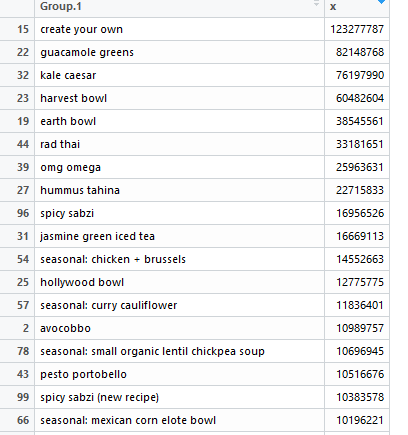 Group.1 x
15 create your own 123277787
22 guacamole greens 82148768
32 kale caesar 76197990
23 harvest bowl 60482604
19 earth bowl 38545561
44 rad thai 33181651
39 omg omega 25963631
27 hummus tahina 22715833
96 spicy sabzi 16956526
31 jasmine green iced tea 16669113
54 seasonal: chicken + brussels 14552663
25 hollywood bowl 12775775
57 seasonal: curry cauliflower 11836401
2 avocobbo 10989757
78 seasonal: small organic lentil chickpea soup 10696945
43 pesto portobello 10516676
99 spicy sabzi (new recipe) 10383578
66 seasonal: mexican corn elote bowl 10196221